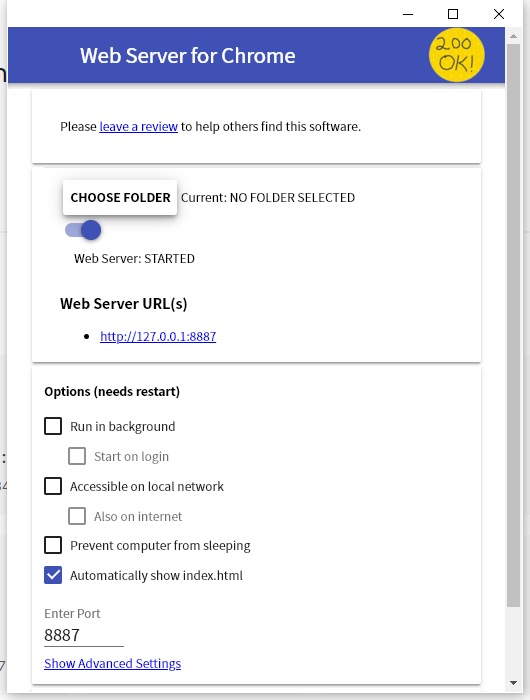 Web Server for Chrome
200
OK!
Please leave a review to help others find this software.
CHOOSE FOLDER Current: NO FOLDER SELECTED
Web Server: STARTED
Web Server URL(s)
http://127.0.0.1:8887
Options (needs restart)
Run in background
Start on login
Accessible on local network
Also on internet
Prevent computer from sleeping
Automatically show index.html
Enter Port
8887
Show Advanced Settings